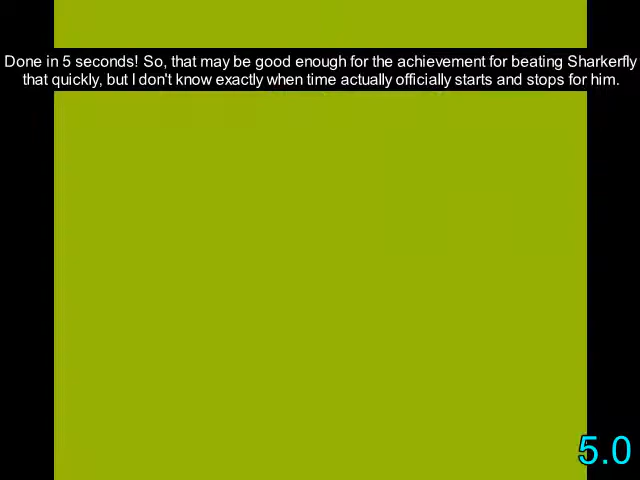 Done in 5 seconds! So, that may be good enough for the achievement for beating Sharkerfly
that quickly, but I don't know exactly when time actually officially starts and stops for him.
5.0